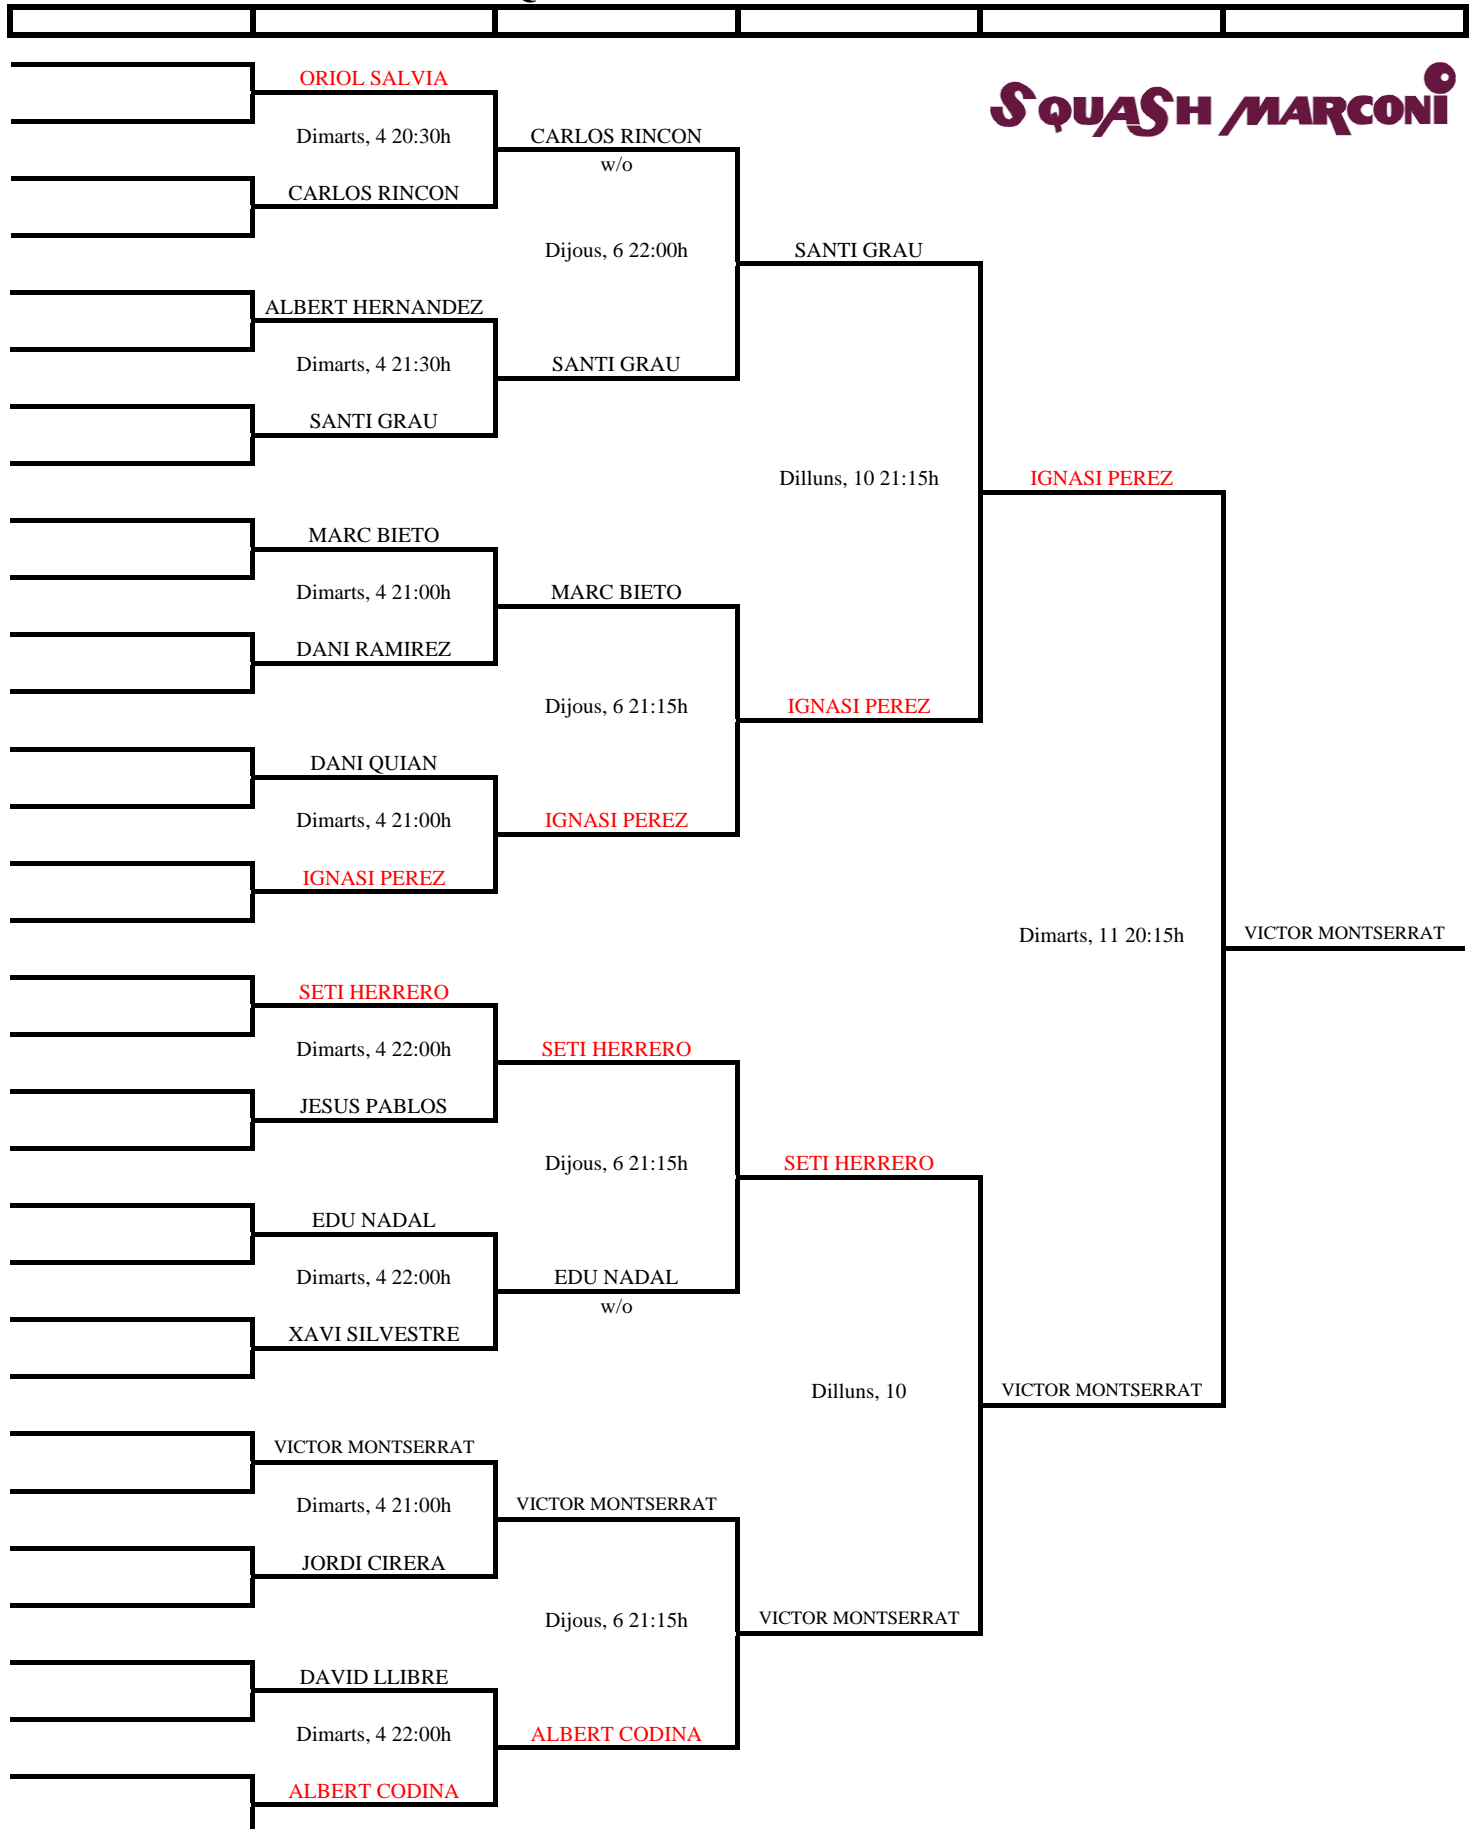 SQUASH MARCONI
ORIOL SALVIA
Dimarts, 4 20:30h
CARLOS RINCON
w/o
CARLOS RINCON
Dijous, 6 22:00h
SANTI GRAU
ALBERT HERNANDEZ
Dimarts, 4 21:30h
SANTI GRAU
SANTI GRAU
Dilluns, 10 21:15h
IGNASI PEREZ
MARC BIETO
Dimarts, 4 21:00h
MARC BIETO
DANI RAMIREZ
Dijous, 6 21:15h
IGNASI PEREZ
DANI QUIAN
Dimarts, 4 21:00h
IGNASI PEREZ
IGNASI PEREZ
Dimarts, 11 20:15h
VICTOR MONTSERRAT
SETI HERRERO
Dimarts, 4 22:00h
SETI HERRERO
JESUS PABLOS
Dijous, 6 21:15h
SETI HERRERO
EDU NADAL
Dimarts, 4 22:00h
EDU NADAL
w/o
XAVI SILVESTRE
Dilluns, 10
VICTOR MONTSERRAT
VICTOR MONTSERRAT
Dimarts, 4 21:00h
VICTOR MONTSERRAT
JORDI CIRERA
Dijous, 6 21:15h
VICTOR MONTSERRAT
DAVID LLIBRE
Dimarts, 4 22:00h
ALBERT CODINA
ALBERT CODINA